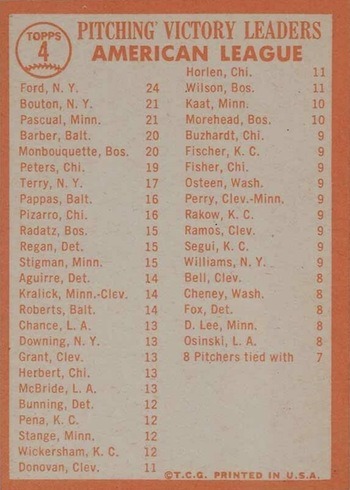 TOPPS
4
PITCHING VICTORY LEADERS
AMERICAN LEAGUE
Ford, N. Y. 24
Bouton, N. Y. 21
Pascual, Minn. 21
Barber, Balt. 20
Monbouquette, Bos. 20
Peters, Chi. 19
Terry, N. Y. 17
Pappas, Balt. 16
Pizarro, Chi. 16
Radatz, Bos. 15
Regan, Det. 15
Stigman, Minn. 15
Aguirre, Det. 14
Kralick, Minn.-Clev. 14
Roberts, Balt. 14
Chance, L. A. 13
Downing, N. Y. 13
Grant, Clev. 13
Herbert, Chi. 13
McBride, L. A. 13
Bunning, Det. 12
Pena, K. C. 12
Stange, Minn. 12
Wickersham, K. C. 12
Donovan, Clev. 11
Horlen, Chi. 11
Wilson, Bos. 11
Kaat, Minn. 10
Morehead, Bos. 10
Buzhardt, Chi. 9
Fischer, K. C. 9
Fisher, Chi. 9
Osteen, Wash. 9
Perry, Clev.-Minn. 9
Rakow, K. C. 9
Ramos, Clev. 9
Segui, K. C. 9
Williams, N. Y. 9
Bell, Clev. 8
Cheney, Wash. 8
Fox, Det. 8
D. Lee, Minn. 8
Osinski, L. A. 8
8 Pitchers tied with 7
©T.C.G. PRINTED IN U.S.A.